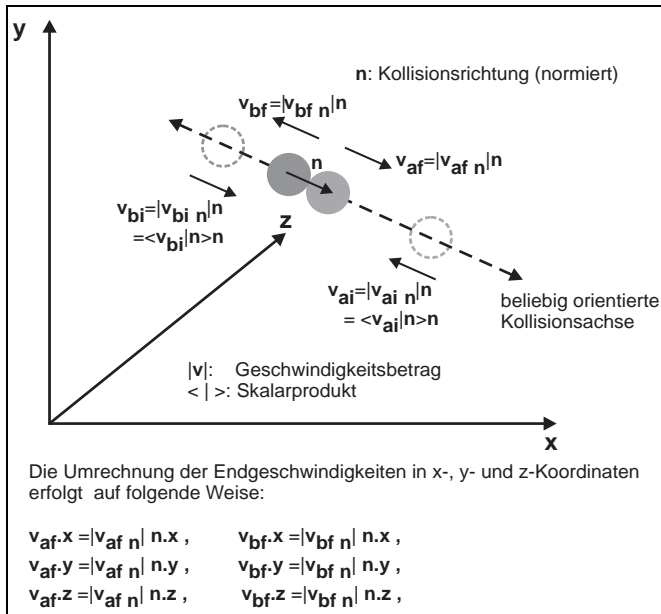 y
n: Kollisionsrichtung (normiert)
v_bf=|v_bf n|n
v_af=|v_af n|n
n
v_bi=|v_bi n|n
=<v_bi|n>n
z
v_ai=|v_ai n|n
= <v_ai|n>n
beliebig orientierte
Kollisionsachse
|v|: Geschwindigkeitsbetrag
< | >: Skalarprodukt
x
Die Umrechnung der Endgeschwindigkeiten in x-, y- und z-Koordinaten
erfolgt auf folgende Weise:
v_af.x =|v_af n| n.x , v_bf.x =|v_bf n| n.x ,
v_af.y =|v_af n| n.y , v_bf.y =|v_bf n| n.y ,
v_af.z =|v_af n| n.z , v_bf.z =|v_bf n| n.z ,